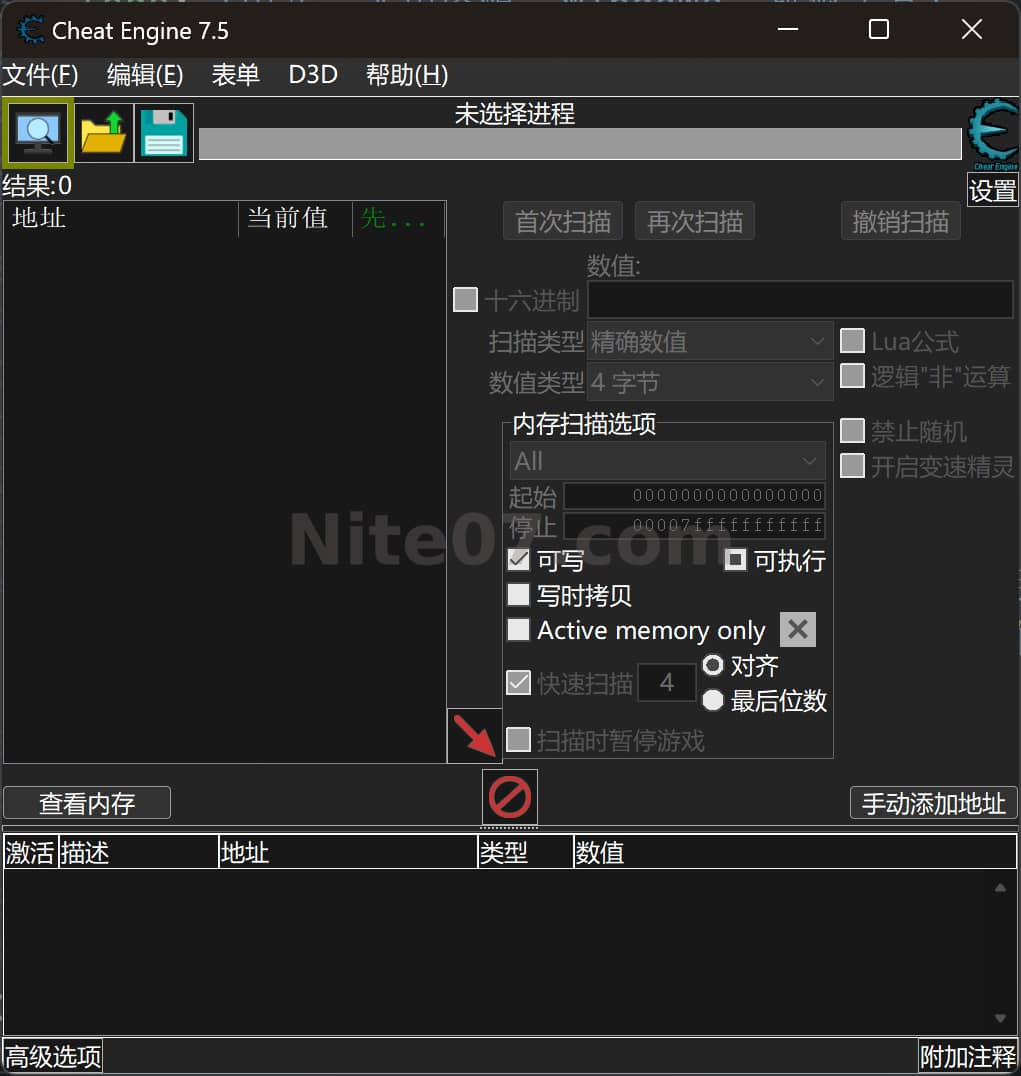 Cheat Engine 7.5
文件(F) 编辑(E) 表单 D3D 帮助(H)
未选择进程
Cheat Engine
结果:0
设置
地址 当前值 先...
首次扫描 再次扫描 撤销扫描
数值:
十六进制
扫描类型 精确数值 Lua公式
数值类型 4 字节 逻辑"非"运算
内存扫描选项
All
禁止随机
开启变速精灵
起始 0000000000000000
停止 00007fffffffffff
Nite07.com
可写 可执行
写时拷贝
Active memory only
快速扫描 4 对齐
最后位数
扫描时暂停游戏
查看内存 手动添加地址
激活 描述 地址 类型 数值
高级选项 附加注释